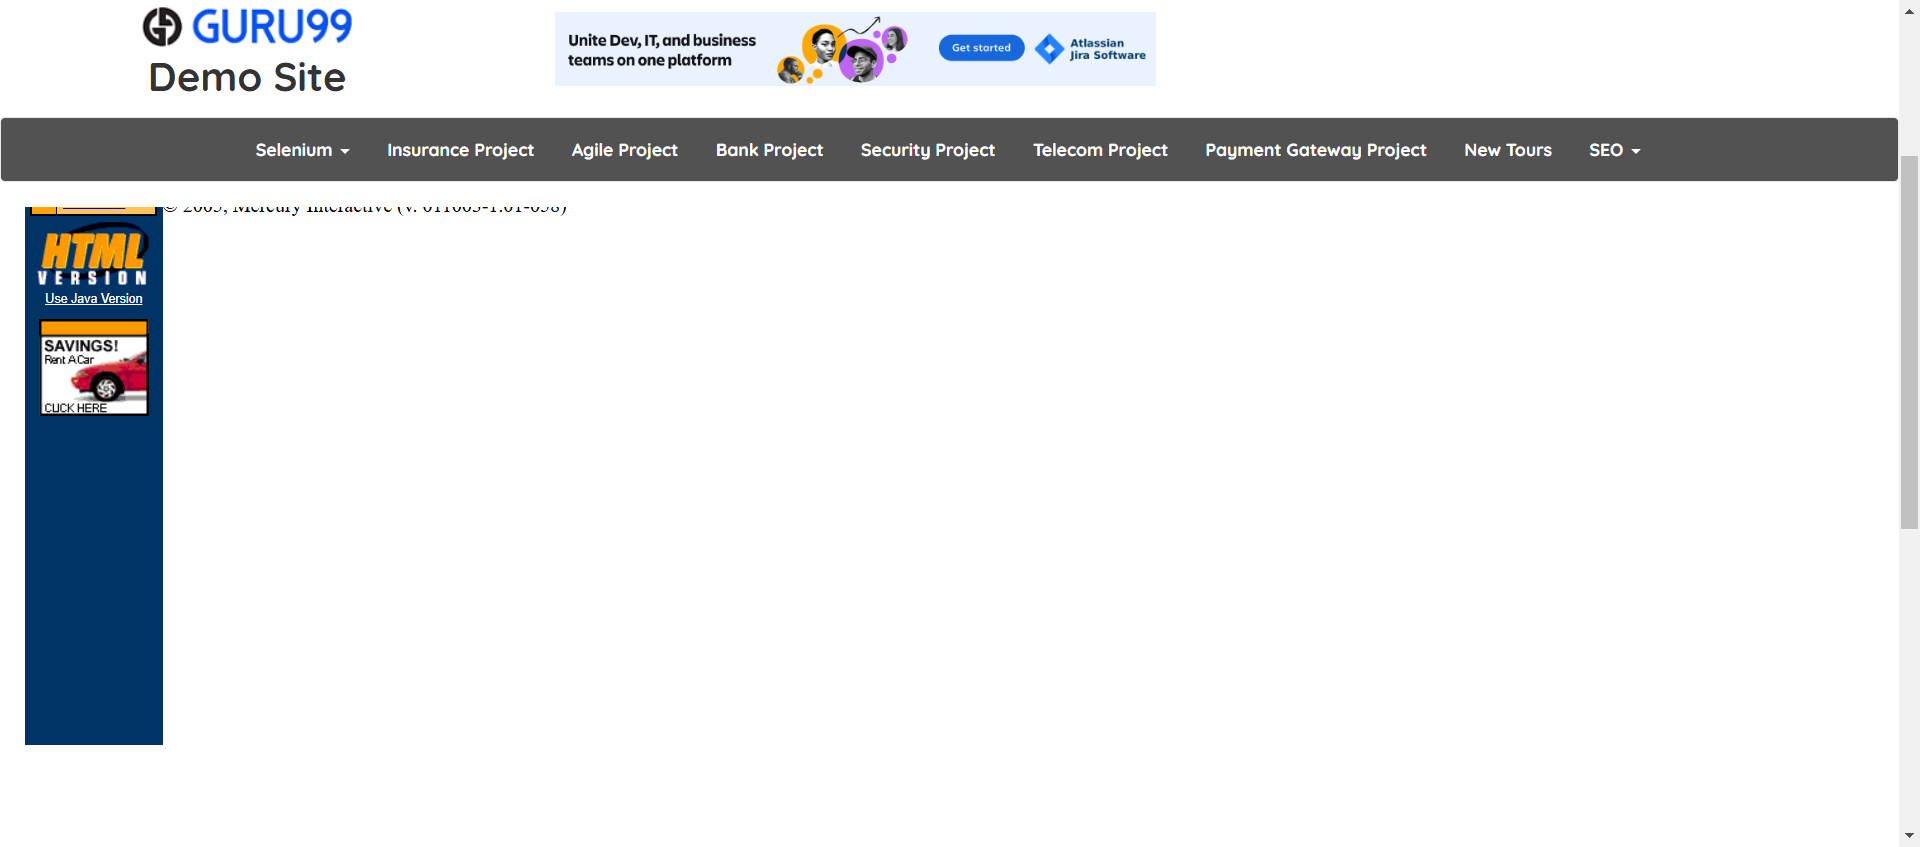 GURU99
Demo Site
Unite Dev, IT, and business
teams on one platform
Get started
Atlassian
Jira Software
Selenium
Insurance Project
Agile Project
Bank Project
Security Project
Telecom Project
Payment Gateway Project
New Tours
SEO
© 2005, Mercury Interactive (v. 011003-1.01-058)
HTML
VERSION
Use Java Version
SAVINGS!
Rent A Car
CLICK HERE